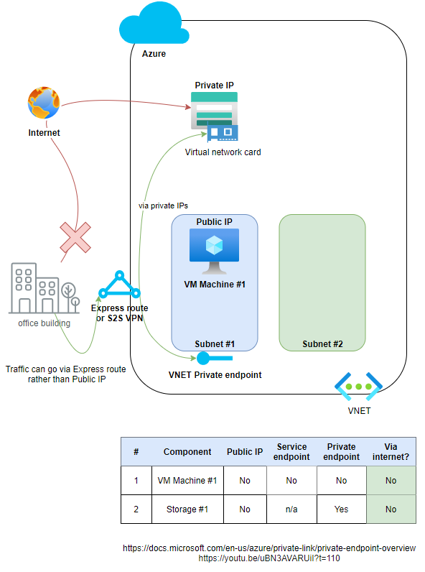 Azure
Private IP
Internet
Virtual network card
via private IPs
Public IP
VM Machine #1
office building
Express route
or S2S VPN
Subnet #1
Subnet #2
Traffic can go via Express route
rather than Public IP
VNET Private endpoint
VNET
# Component Public IP Service endpoint Private endpoint Via internet?
1 VM Machine #1 No No No No
2 Storage #1 No n/a Yes No
https://docs.microsoft.com/en-us/azure/private-link/private-endpoint-overview
https://youtu.be/uBN3AVARUiI?t=110